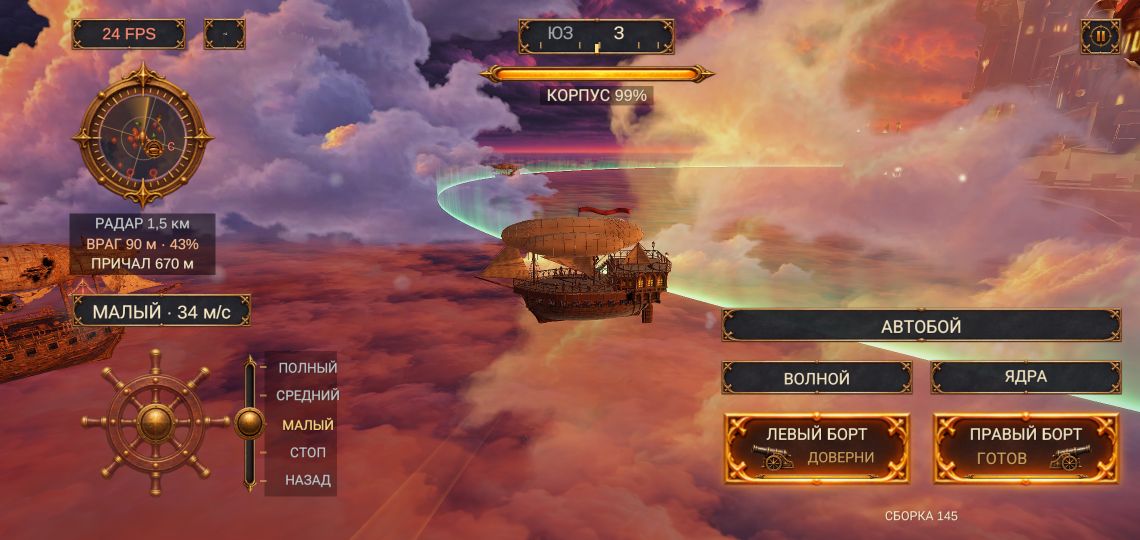 24 FPS
ЮЗ З
КОРПУС 99%
С
РАДАР 1,5 км
ВРАГ 90 м · 43%
ПРИЧАЛ 670 м
МАЛЫЙ · 34 м/с
ПОЛНЫЙ
СРЕДНИЙ
МАЛЫЙ
СТОП
НАЗАД
АВТОБОЙ
ВОЛНОЙ
ЯДРА
ЛЕВЫЙ БОРТ
ДОВЕРНИ
ПРАВЫЙ БОРТ
ГОТОВ
СБОРКА 145